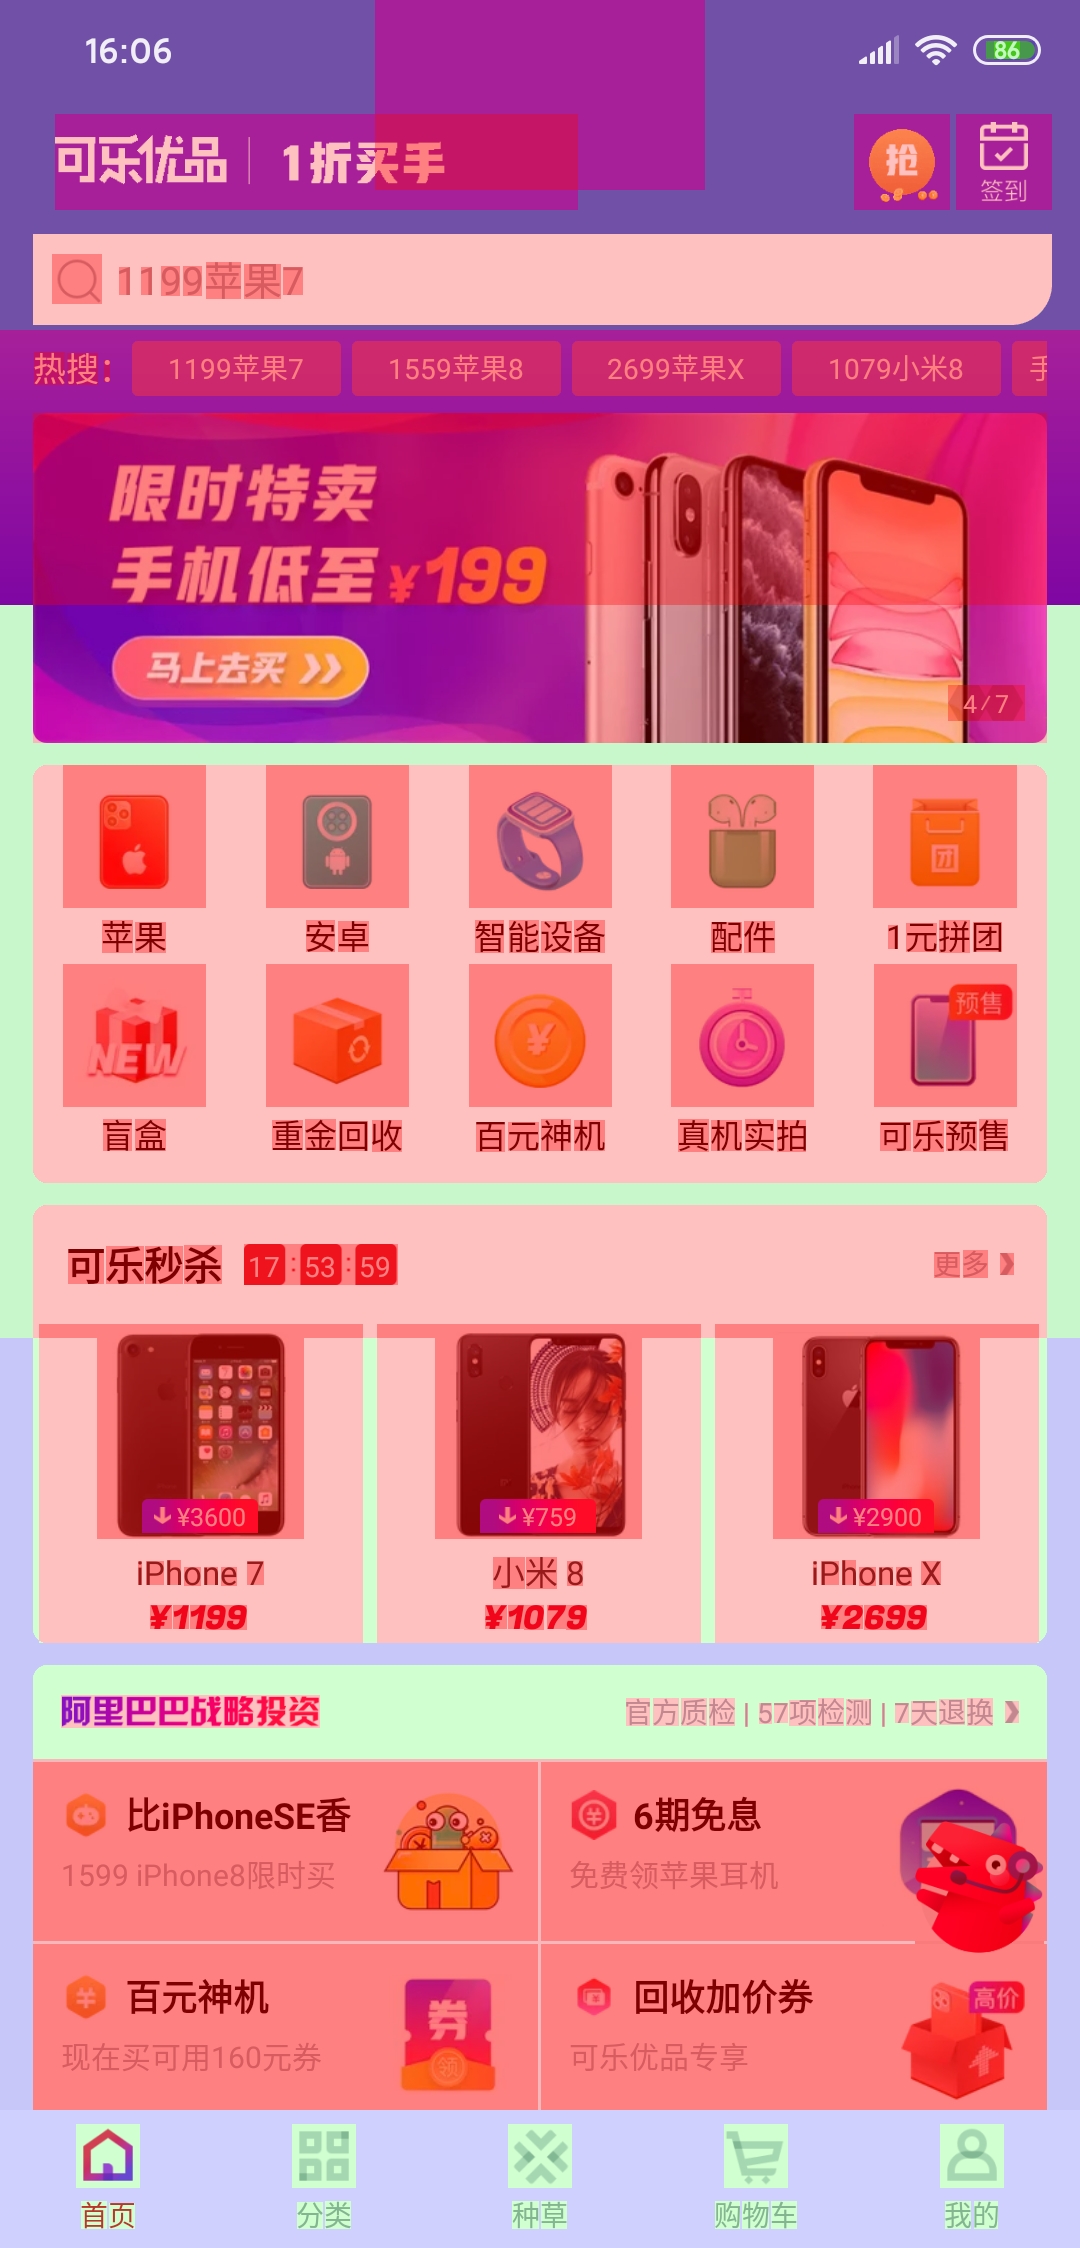 16:06
86
可乐优品 | 1折买手
抢
签到
1199苹果7
热搜: 1199苹果7 1559苹果8 2699苹果X 1079小米8
限时特卖
手机低至¥199
马上去买
4/7
团
苹果 安卓 智能设备 配件 1元拼团
NEW
¥
预售
盲盒 重金回收 百元神机 真机实拍 可乐预售
可乐秒杀 17:53:59 更多
¥3600 ¥759 ¥2900
iPhone 7 小米 8 iPhone X
¥1199 ¥1079 ¥2699
阿里巴巴战略投资 官方质检 | 57项检测 | 7天退换
比iPhoneSE香 6期免息
1599 iPhone8限时买 免费领苹果耳机
百元神机 回收加价券
现在买可用160元券 可乐优品专享
券
领
高价
首页 分类 种草 购物车 我的